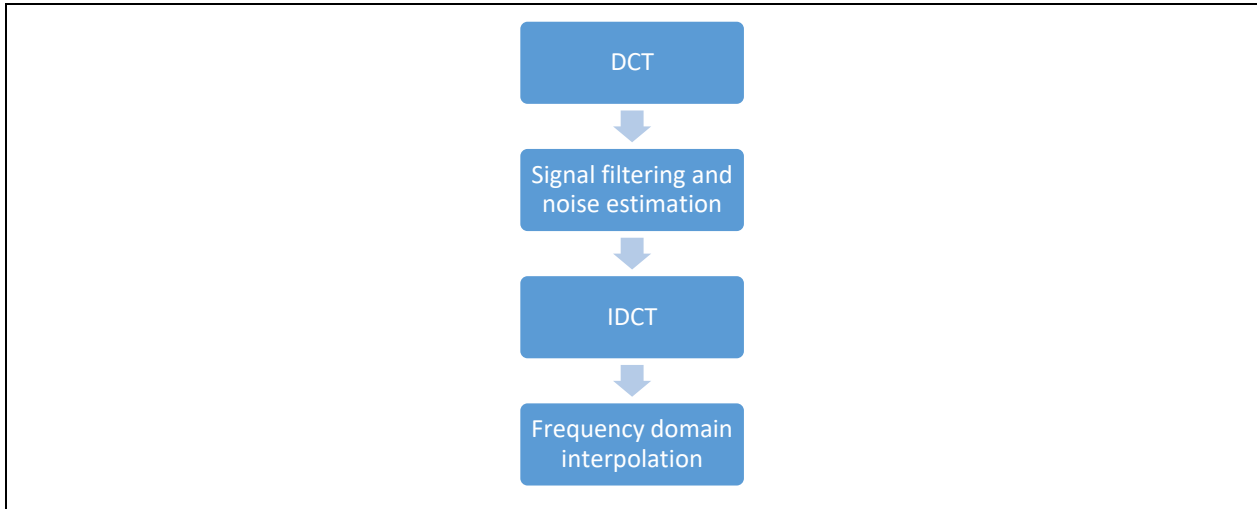 DCT
Signal filtering and
noise estimation
IDCT
Frequency domain
interpolation